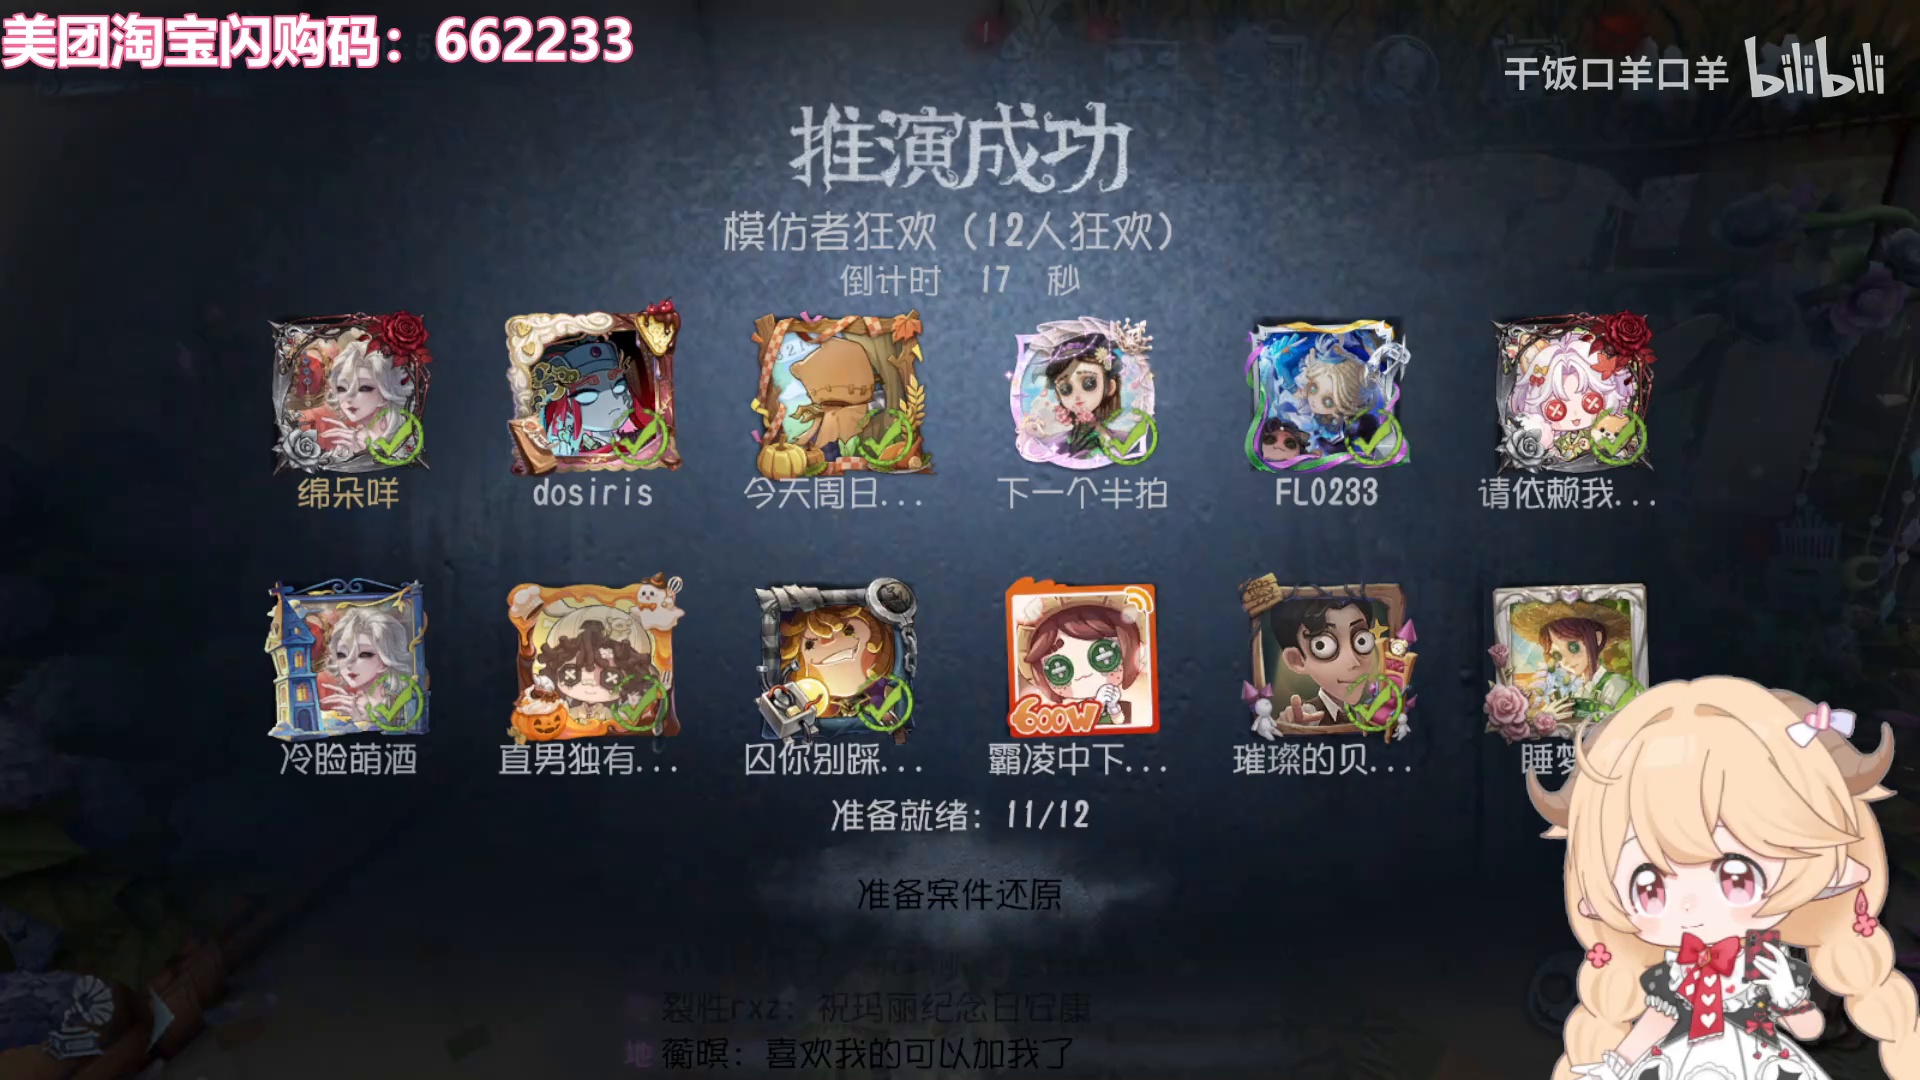 美团淘宝闪购码：662233
干饭口羊口羊 bilibili
推演成功
模仿者狂欢（12人狂欢）
倒计时 17 秒
绵朵咩 dosiris 今天周日... 下一个半拍 FL0233 请依赖我...
600W
冷脸萌酒 直男独有... 囚你别踩... 霸凌中下... 璀璨的贝... 睡梦
准备就绪：11/12
准备案件还原
裂性rxz：祝玛丽纪念日安康
地 蘅暝：喜欢我的可以加我了